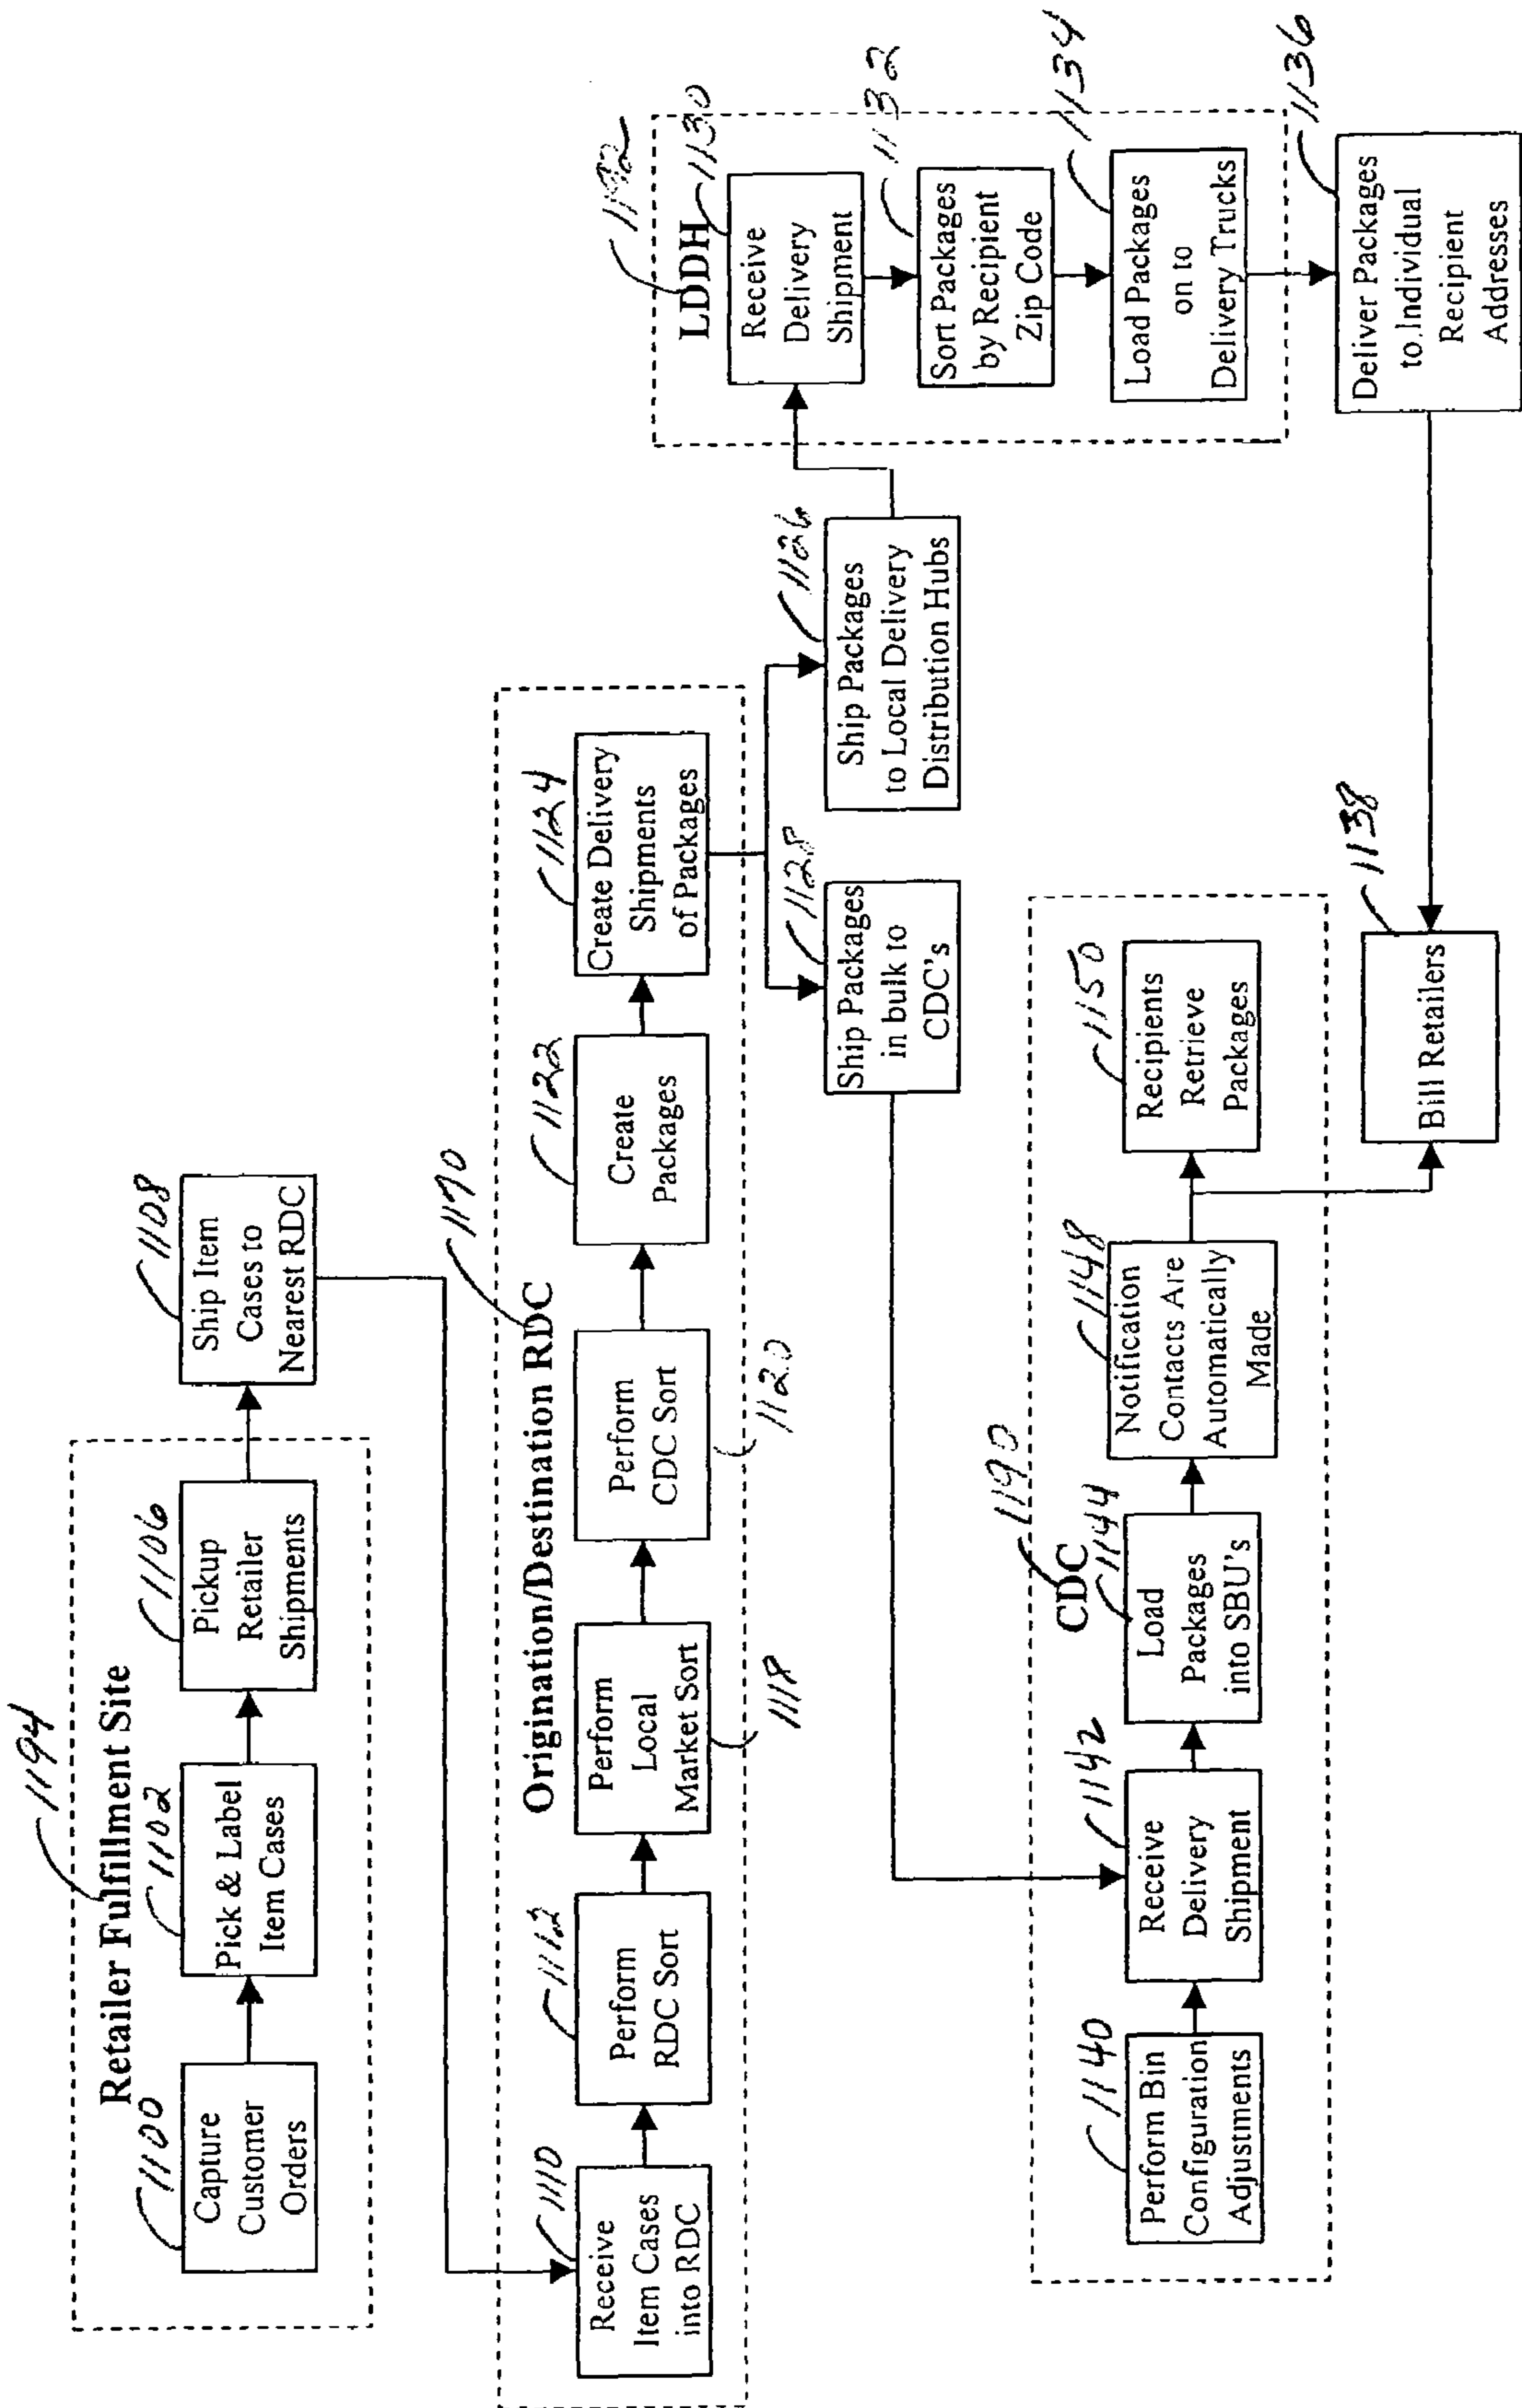 1194
Retailer Fulfillment Site
1100
Capture
Customer
Orders
1102
Pick & Label
Item Cases
1106
Pickup
Retailer
Shipments
1108
Ship Item
Cases to
Nearest RDC
1170
Origination/Destination RDC
1110
Receive
Item Cases
into RDC
1112
Perform
RDC Sort
Perform
Local
Market Sort
1118
Perform
CDC Sort
1120
1122
Create
Packages
1124
Create Delivery
Shipments
of Packages
1128
Ship Packages
in bulk to
CDC's
1126
Ship Packages
to Local Delivery
Distribution Hubs
1192
LDDH
1130
Receive
Delivery
Shipment
1132
Sort Packages
by Recipient
Zip Code
1134
Load Packages
on to
Delivery Trucks
1136
Deliver Packages
to Individual
Recipient
Addresses
1190
CDC
1140
Perform Bin
Configuration
Adjustments
1142
Receive
Delivery
Shipment
1144
Load
Packages
into SBU's
1148
Notification
Contacts Are
Automatically
Made
1150
Recipients
Retrieve
Packages
1138
Bill Retailers